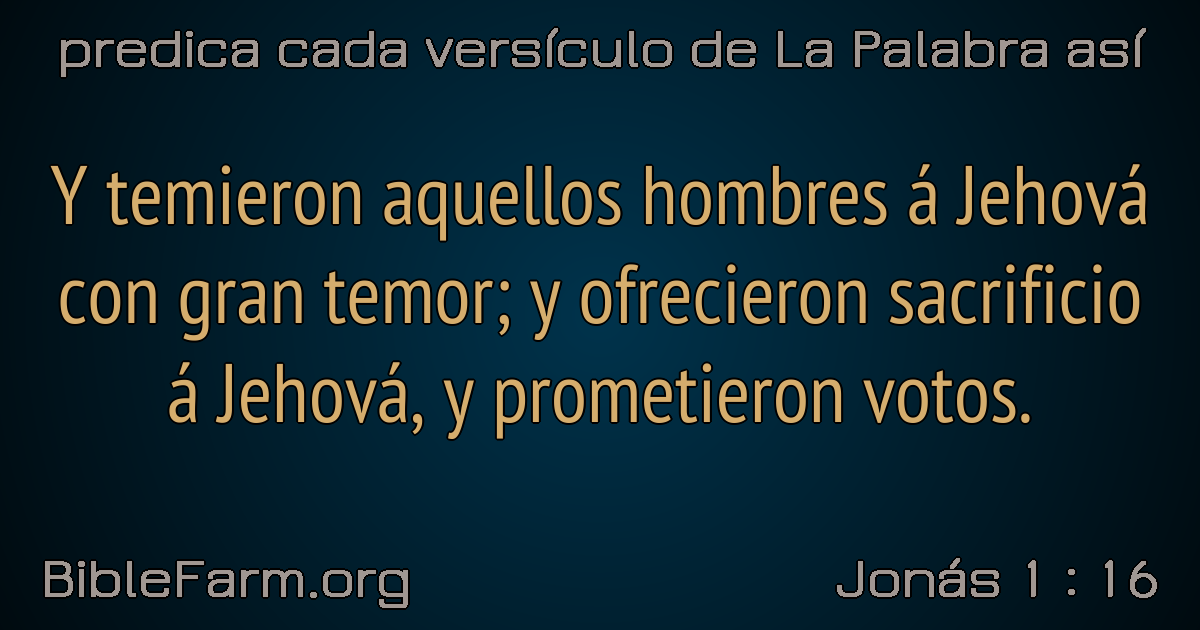 predica cada versículo de La Palabra así
Y temieron aquellos hombres á Jehová
con gran temor; y ofrecieron sacrificio
á Jehová, y prometieron votos.
BibleFarm.org
Jonás 1 : 16